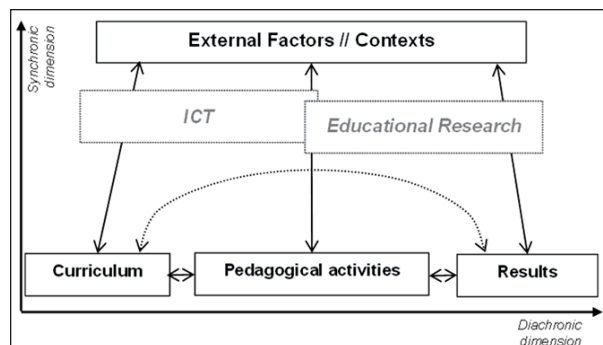 Synchronic
dimension
External Factors // Contexts
ICT
Educational Research
Curriculum
Pedagogical activities
Results
Diachronic
dimension